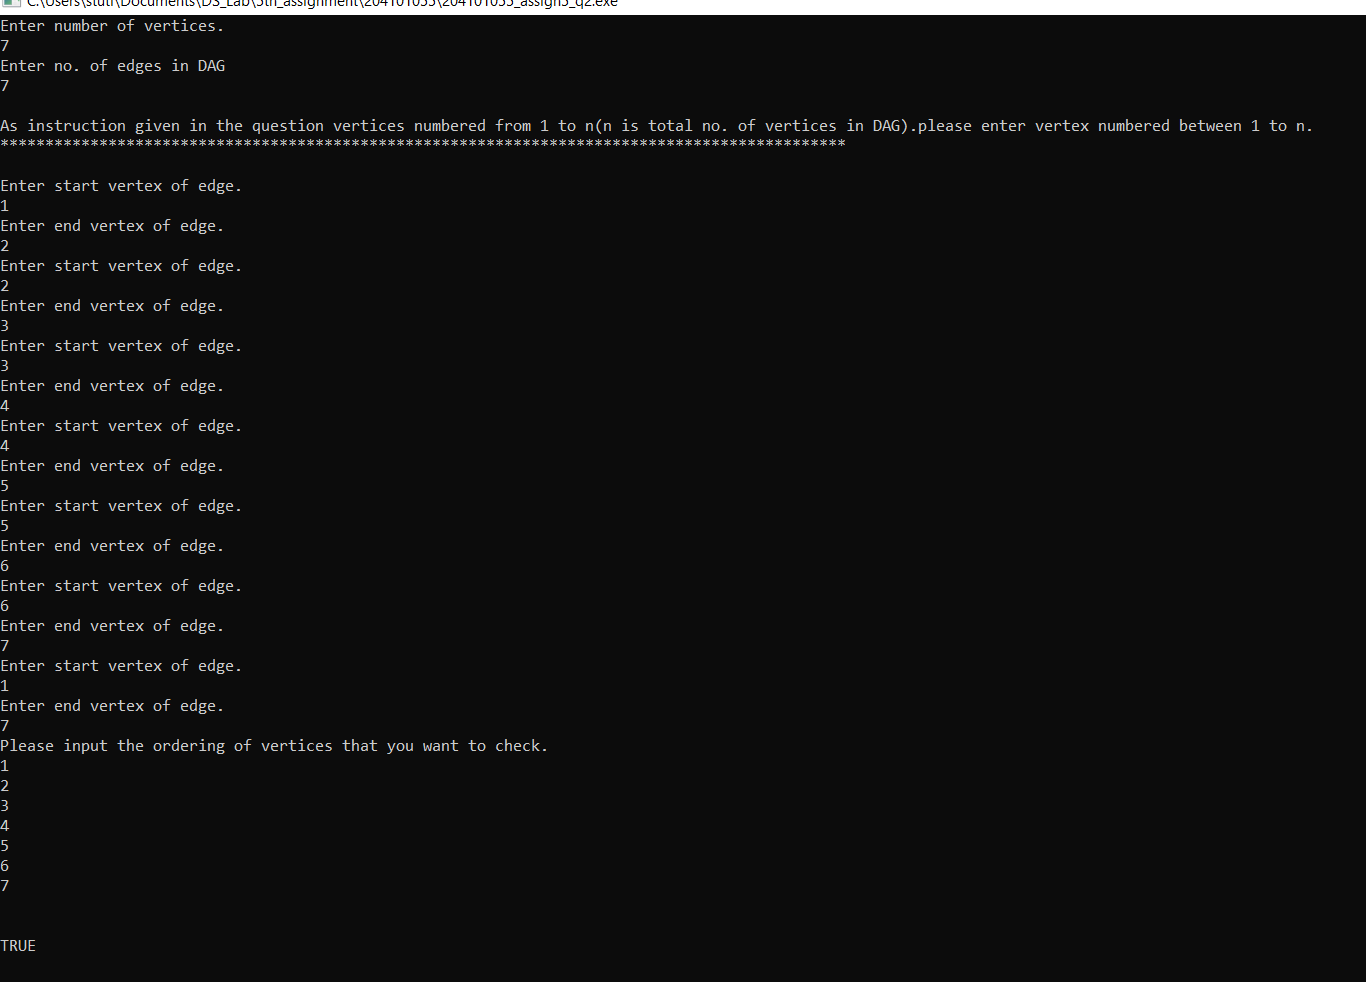 C:\Users\stuti\Documents\DS_Lab\5th_assignment\204101055\204101055_assign5_q2.exe
Enter number of vertices.
7
Enter no. of edges in DAG
7
As instruction given in the question vertices numbered from 1 to n(n is total no. of vertices in DAG).please enter vertex numbered between 1 to n.
**********************************************************************************************
Enter start vertex of edge.
1
Enter end vertex of edge.
2
Enter start vertex of edge.
2
Enter end vertex of edge.
3
Enter start vertex of edge.
3
Enter end vertex of edge.
4
Enter start vertex of edge.
4
Enter end vertex of edge.
5
Enter start vertex of edge.
5
Enter end vertex of edge.
6
Enter start vertex of edge.
6
Enter end vertex of edge.
7
Enter start vertex of edge.
1
Enter end vertex of edge.
7
Please input the ordering of vertices that you want to check.
1
2
3
4
5
6
7
TRUE